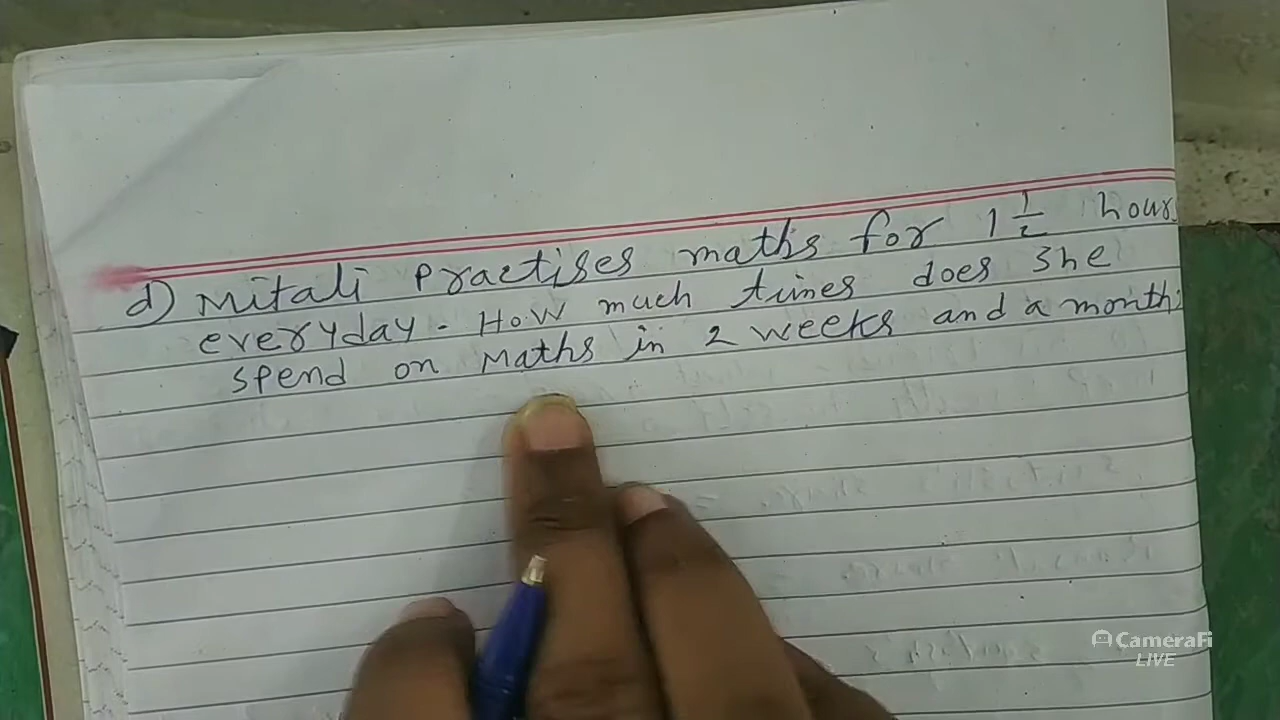 d) Mitali Practises maths for 1 1/2 hours
everyday. How much times does she
spend on Maths in 2 weeks and a month?
CameraFi
LIVE